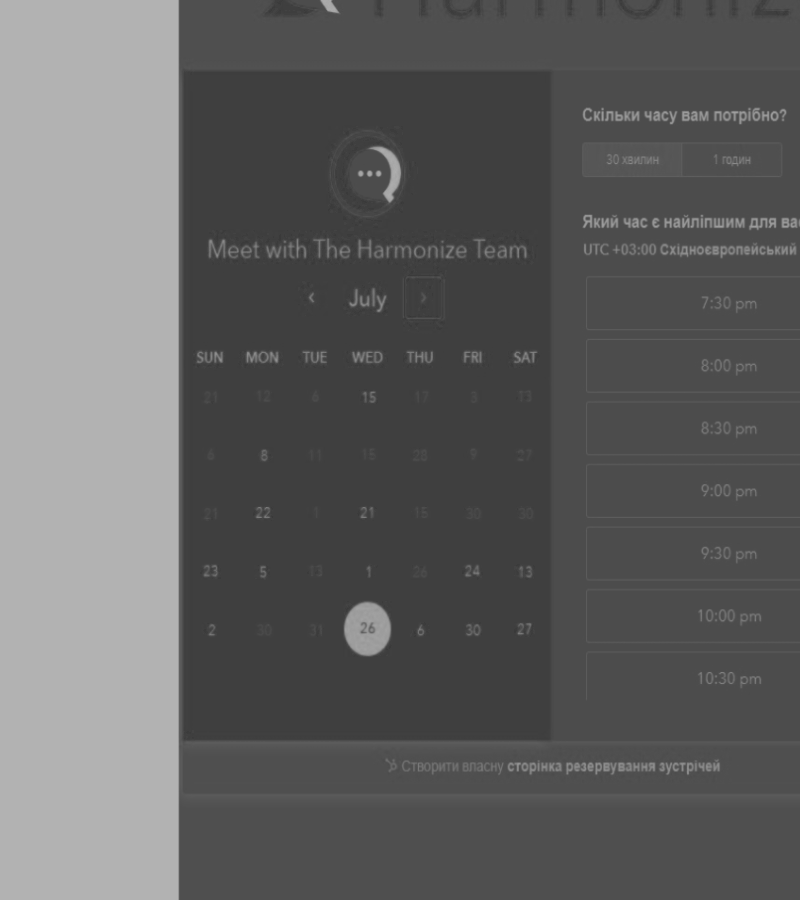 Harmoniz
Meet with The Harmonize Team
‹ July ›
SUN MON TUE WED THU FRI SAT
21 12 6 15 17 3 13
6 8 11 15 28 9 27
21 22 1 21 15 30 30
23 5 13 1 26 24 13
2 30 31 26 6 30 27
Скільки часу вам потрібно?
30 хвилин 1 годин
Який час є найліпшим для вас
UTC +03:00 Східноєвропейський
7:30 pm
8:00 pm
8:30 pm
9:00 pm
9:30 pm
10:00 pm
10:30 pm
Створити власну сторінка резервування зустрічей